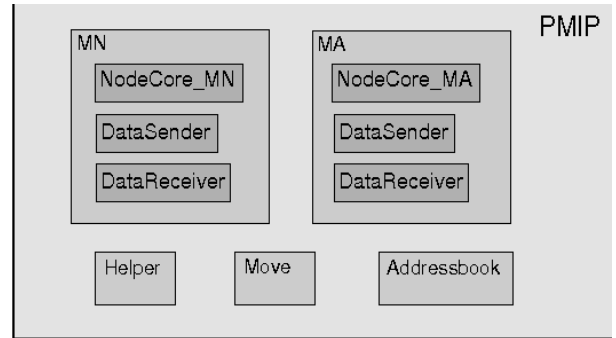 PMIP
MN
NodeCore_MN
DataSender
DataReceiver
MA
NodeCore_MA
DataSender
DataReceiver
Helper
Move
Addressbook